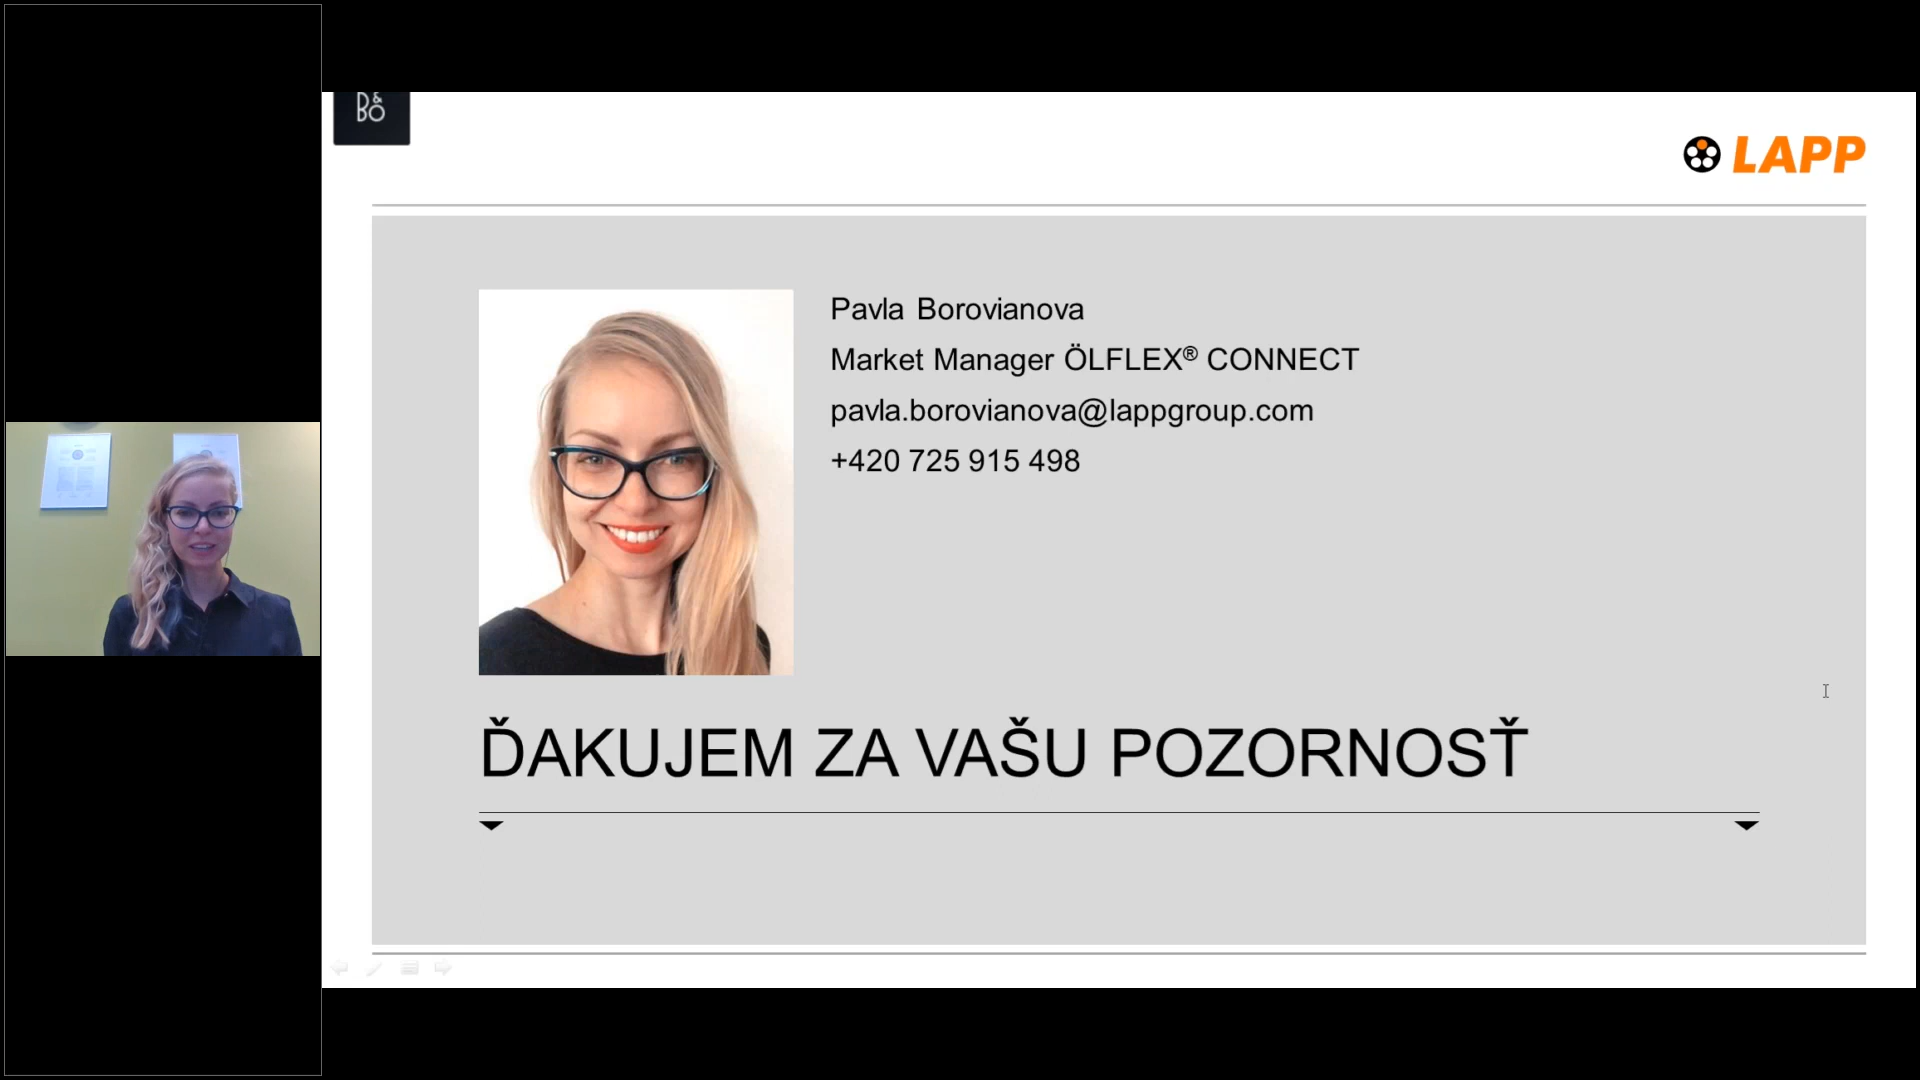 B&O
LAPP
Pavla Borovianova
Market Manager ÖLFLEX® CONNECT
pavla.borovianova@lappgroup.com
+420 725 915 498
ĎAKUJEM ZA VAŠU POZORNOSŤ